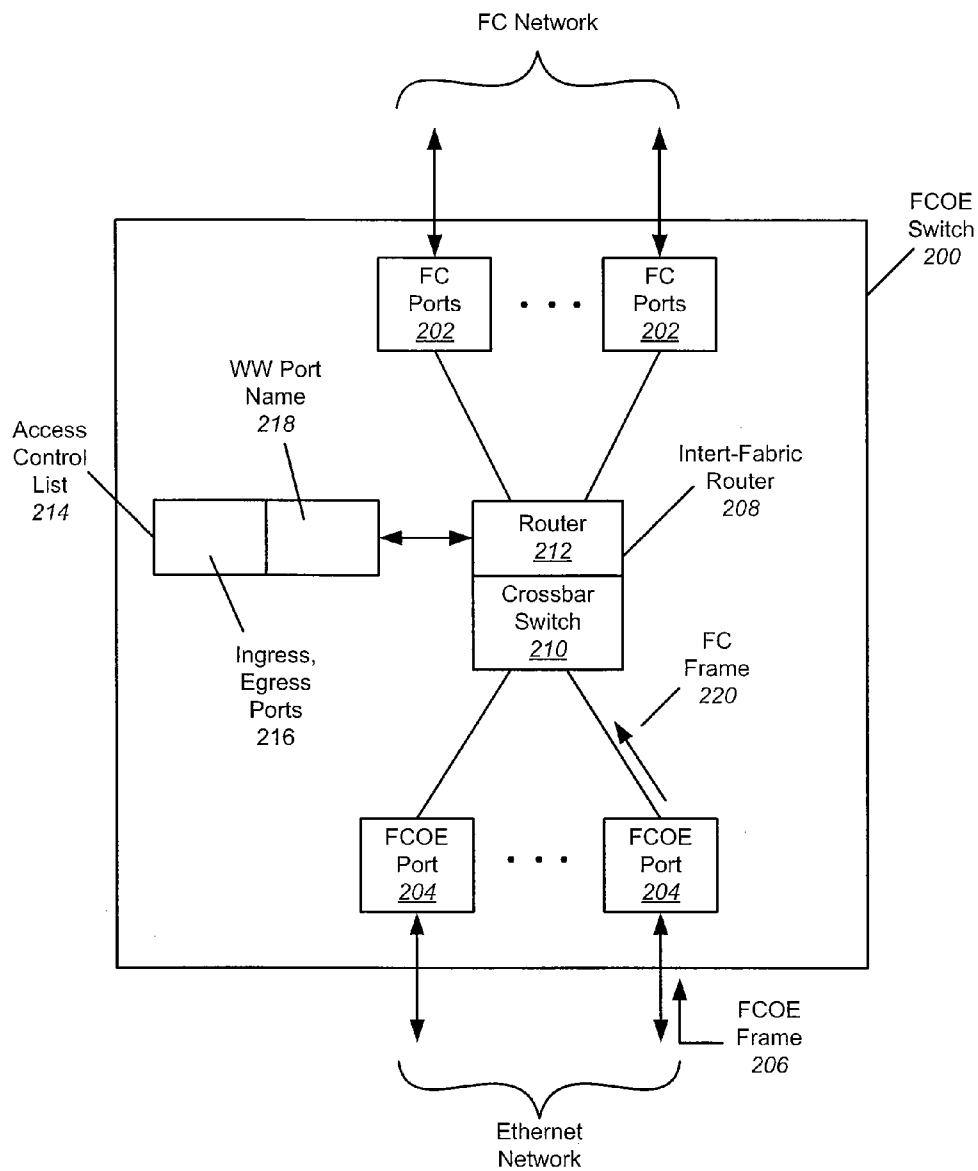 FC Network
FCOE
Switch
200
FC
Ports
202
FC
Ports
202
WW Port
Name
218
Access
Control
List
214
Intert-Fabric
Router
208
Router
212
Crossbar
Switch
210
Ingress,
Egress
Ports
216
FC
Frame
220
FCOE
Port
204
FCOE
Port
204
FCOE
Frame
206
Ethernet
Network